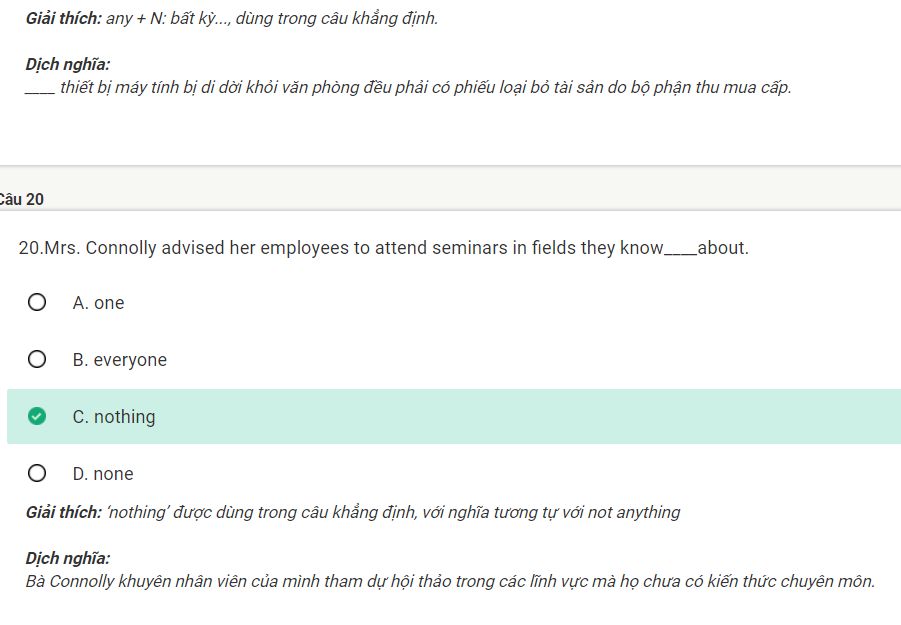 Giải thích: any + N: bất kỳ..., dùng trong câu khẳng định.
Dịch nghĩa:
____ thiết bị máy tính bị di dời khỏi văn phòng đều phải có phiếu loại bỏ tài sản do bộ phận thu mua cấp.
Câu 20
20.Mrs. Connolly advised her employees to attend seminars in fields they know____about.
A. one
B. everyone
C. nothing
D. none
Giải thích: ‘nothing’ được dùng trong câu khẳng định, với nghĩa tương tự với not anything
Dịch nghĩa:
Bà Connolly khuyên nhân viên của mình tham dự hội thảo trong các lĩnh vực mà họ chưa có kiến thức chuyên môn.